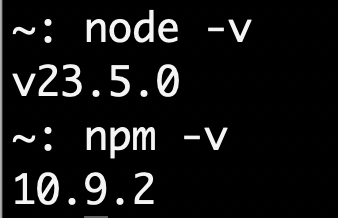 ~: node -v
v23.5.0
~: npm -v
10.9.2